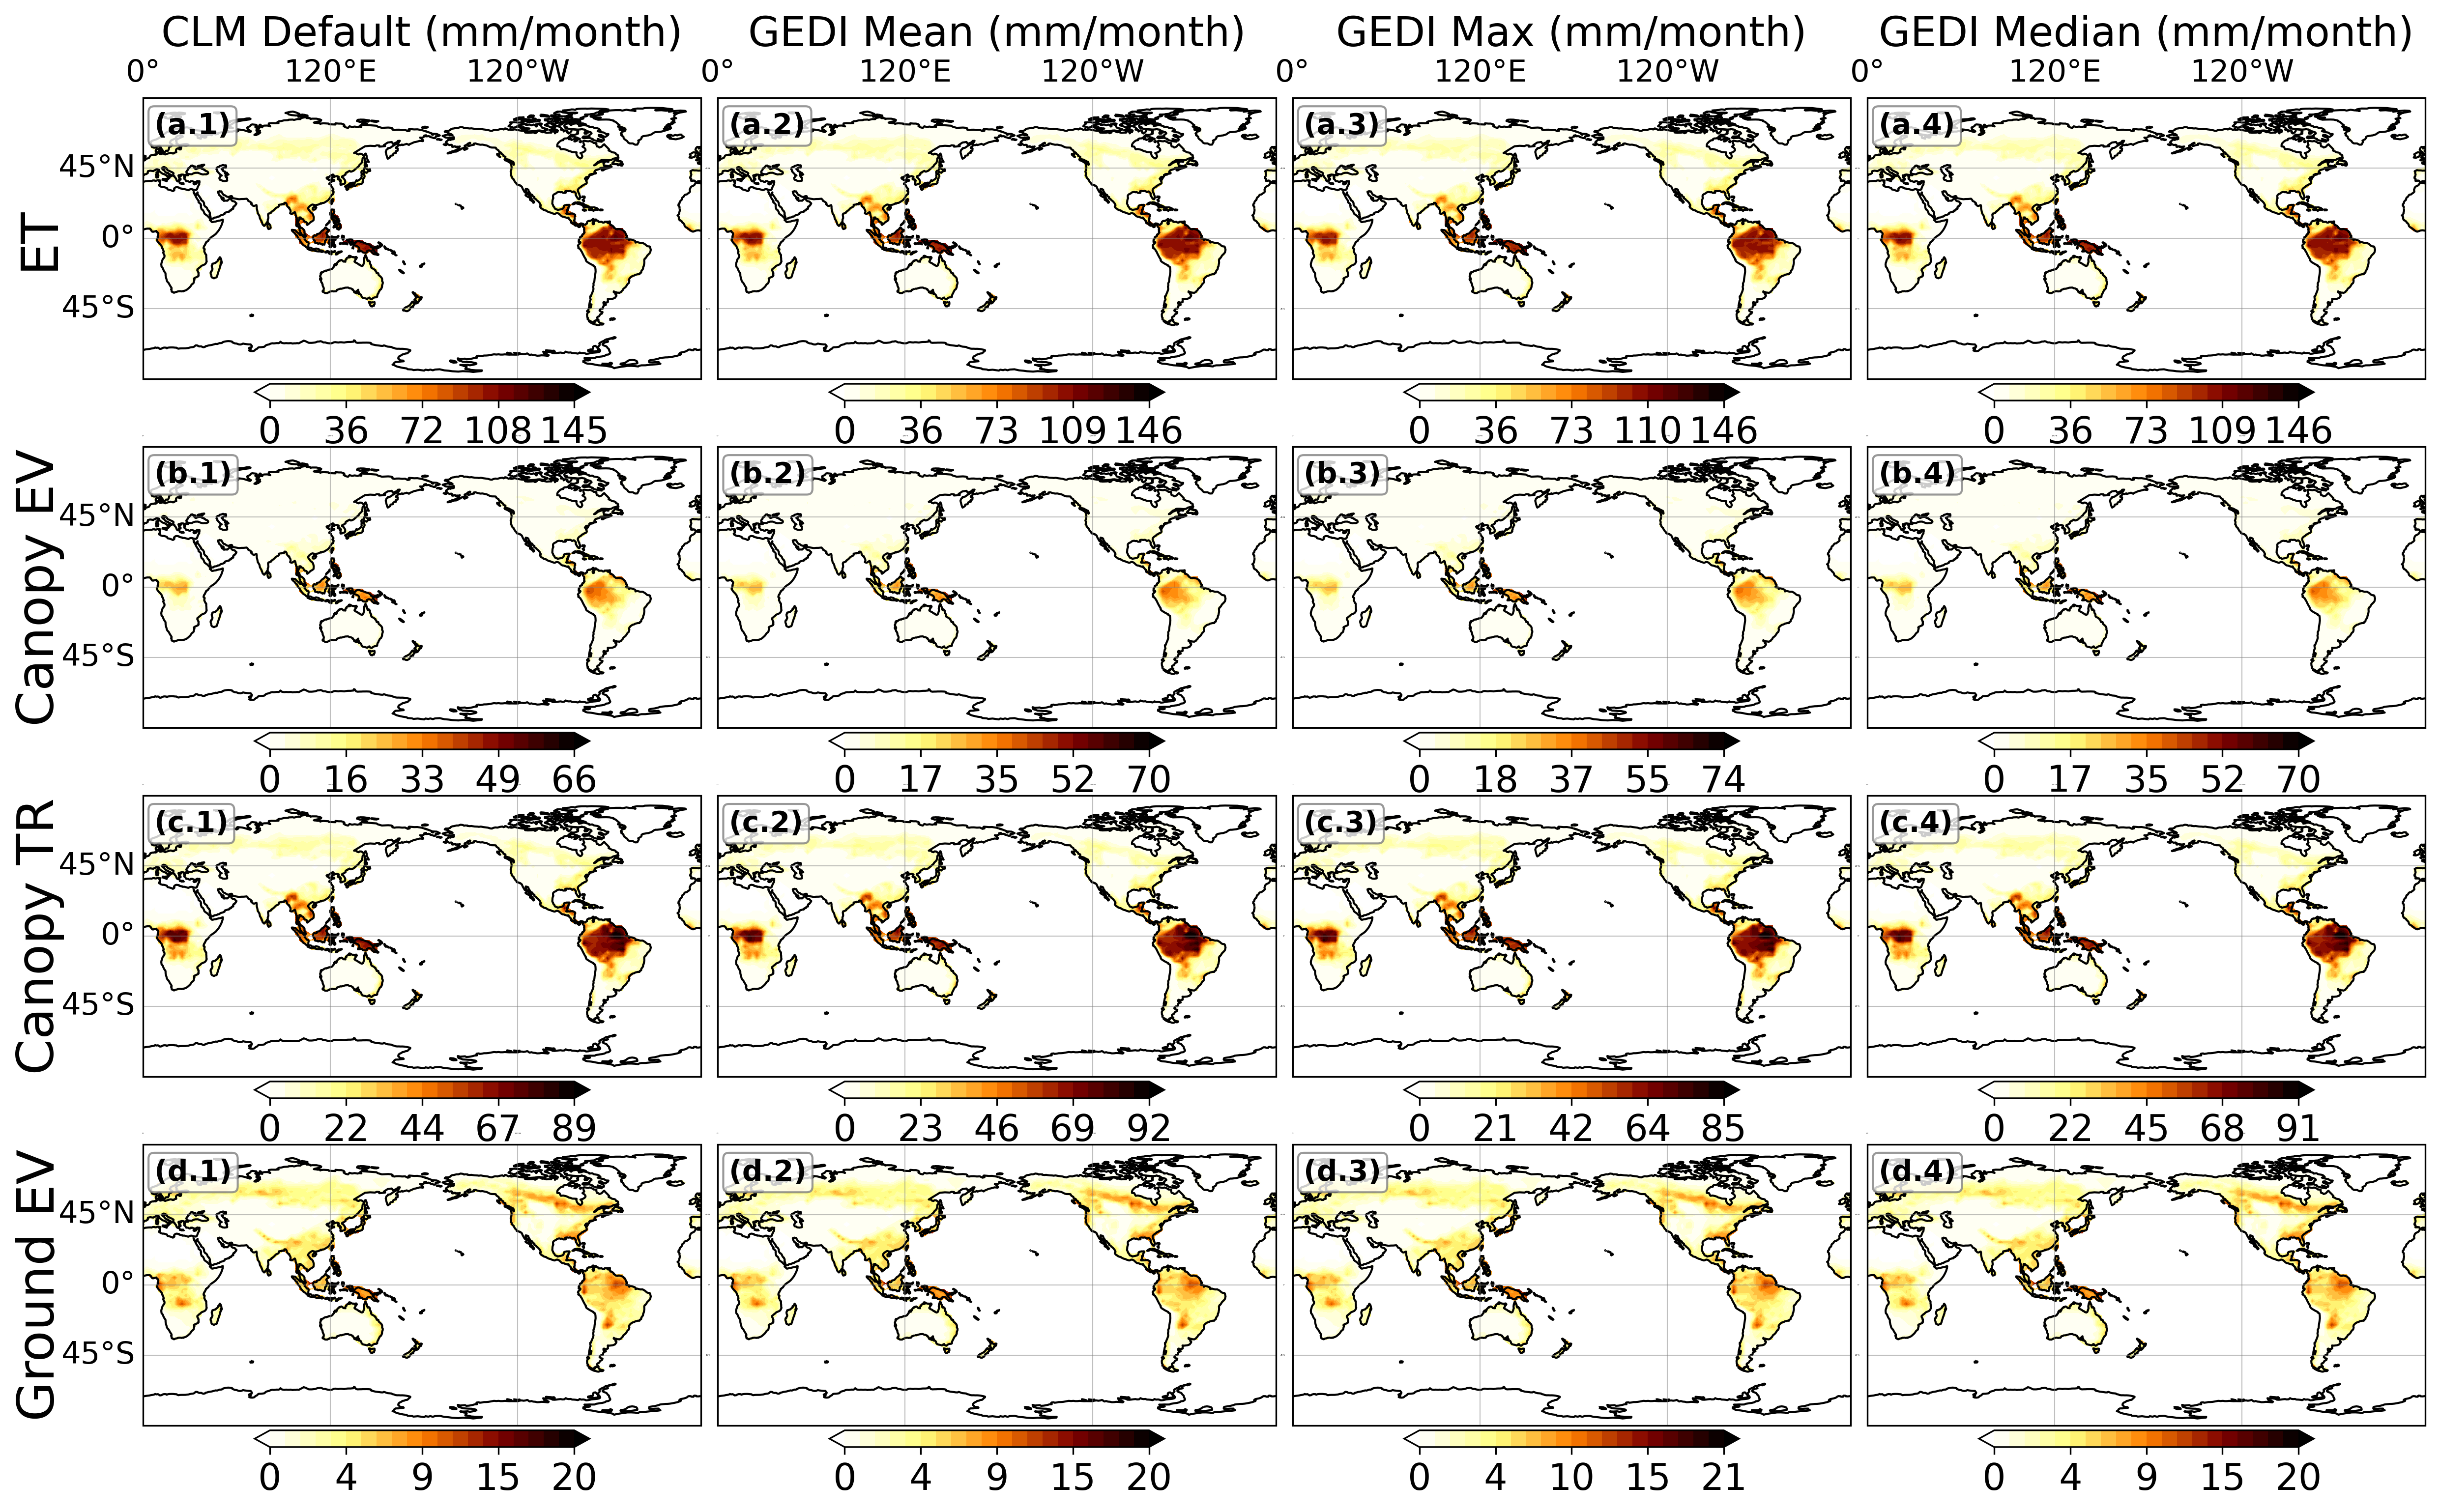 CLM Default (mm/month) GEDI Mean (mm/month) GEDI Max (mm/month) GEDI Median (mm/month)
0° 120°E 120°W 0° 120°E 120°W 0° 120°E 120°W 0° 120°E 120°W
(a.1) (a.2) (a.3) (a.4)
45°N
ET
0°
45°S
0 36 72 108 145 0 36 73 109 146 0 36 73 110 146 0 36 73 109 146
(b.1) (b.2) (b.3) (b.4)
45°N
Canopy EV
0°
45°S
0 16 33 49 66 0 17 35 52 70 0 18 37 55 74 0 17 35 52 70
(c.1) (c.2) (c.3) (c.4)
45°N
Canopy TR
0°
45°S
0 22 44 67 89 0 23 46 69 92 0 21 42 64 85 0 22 45 68 91
(d.1) (d.2) (d.3) (d.4)
45°N
Ground EV
0°
45°S
0 4 9 15 20 0 4 9 15 20 0 4 10 15 21 0 4 9 15 20